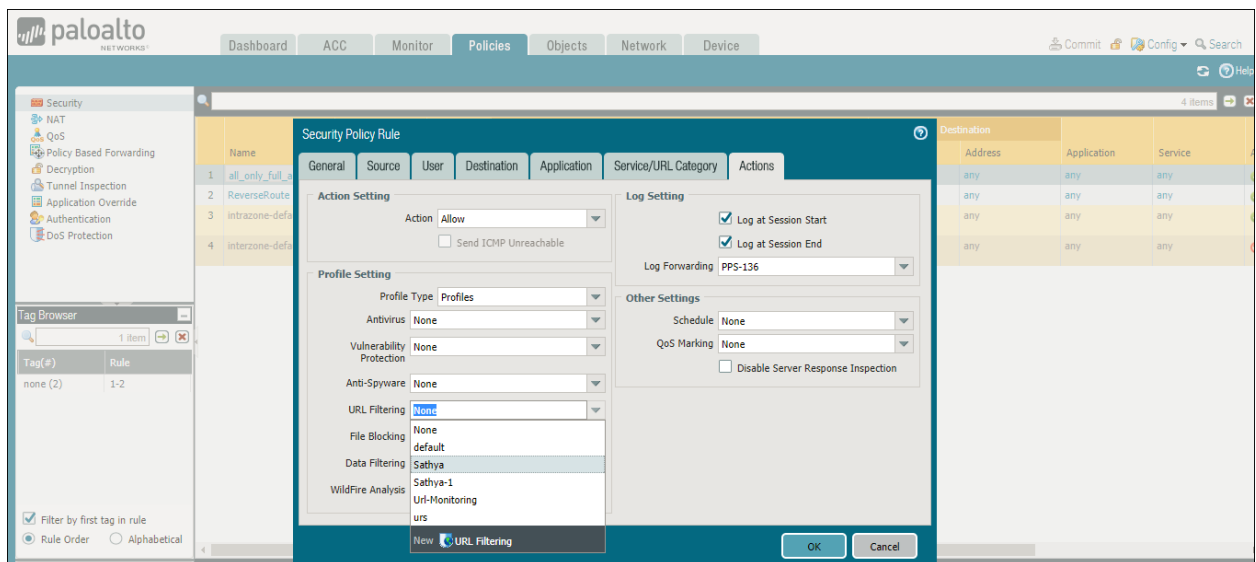 paloalto
NETWORKS
Dashboard ACC Monitor Policies Objects Network Device
Commit Config Search
Help
Security
NAT
QoS
Policy Based Forwarding
Decryption
Tunnel Inspection
Application Override
Authentication
DoS Protection
4 items
Destination
Name Address Application Service
1 all_only_full_a any any any
2 ReverseRoute any any any
3 intrazone-defa any any any
4 interzone-defa any any any
Security Policy Rule
General Source User Destination Application Service/URL Category Actions
Action Setting
Action Allow
Send ICMP Unreachable
Profile Setting
Profile Type Profiles
Antivirus None
Vulnerability Protection None
Anti-Spyware None
URL Filtering None
File Blocking
Data Filtering
WildFire Analysis
None
default
Sathya
Sathya-1
Url-Monitoring
urs
New URL Filtering
Log Setting
Log at Session Start
Log at Session End
Log Forwarding PPS-136
Other Settings
Schedule None
QoS Marking None
Disable Server Response Inspection
OK Cancel
Tag Browser
1 item
Tag(#) Rule
none (2) 1-2
Filter by first tag in rule
Rule Order Alphabetical